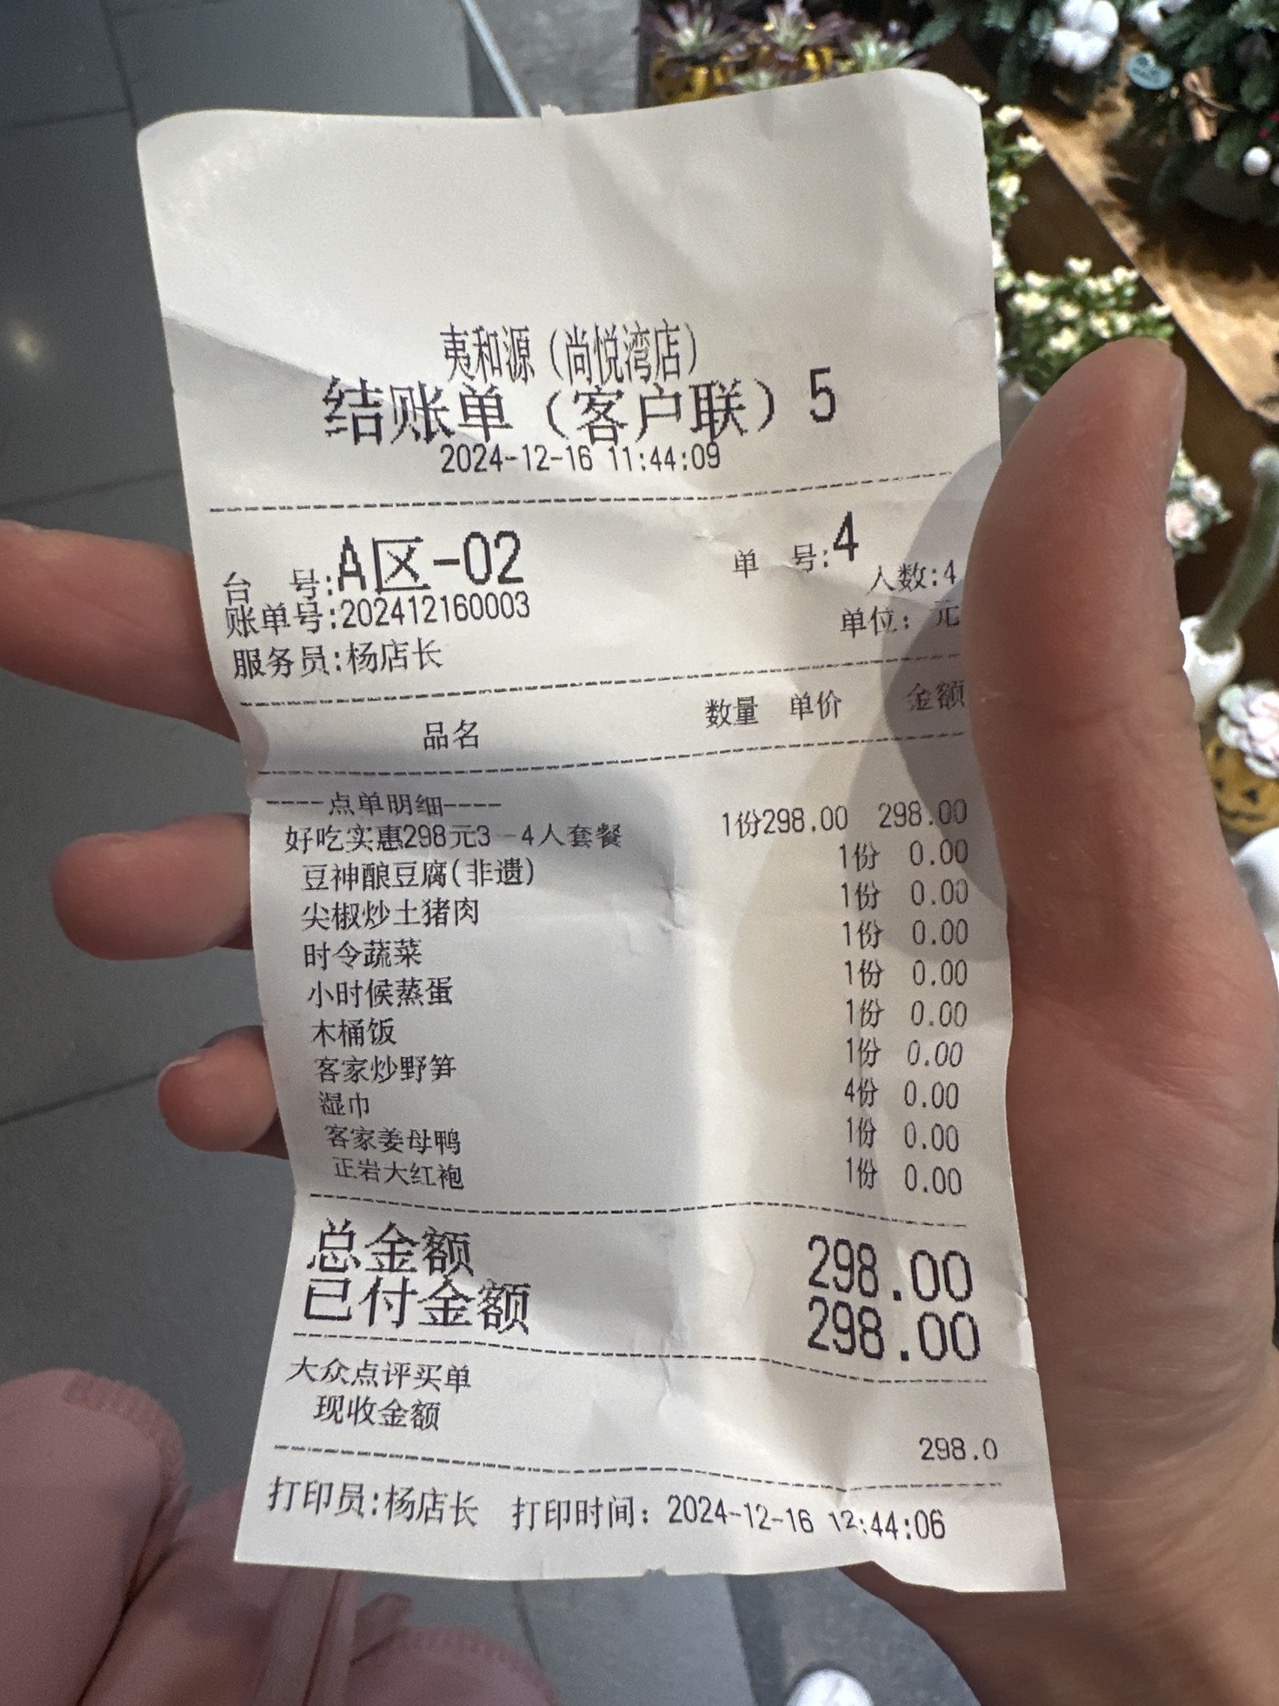 夷和源（尚悦湾店）
结账单（客户联）5
2024-12-16 11:44:09
台 号:A区-02 单 号:4
人数:4
账单号:202412160003 单位：元
服务员:杨店长
品名 数量 单价 金额
----点单明细----
好吃实惠298元3—4人套餐 1份298.00 298.00
豆神酿豆腐(非遗) 1份 0.00
尖椒炒土猪肉 1份 0.00
时令蔬菜 1份 0.00
小时候蒸蛋 1份 0.00
木桶饭 1份 0.00
客家炒野笋 1份 0.00
湿巾 4份 0.00
客家姜母鸭 1份 0.00
正岩大红袍 1份 0.00
总金额 298.00
已付金额 298.00
大众点评买单
现收金额 298.0
打印员:杨店长 打印时间：2024-12-16 12:44:06